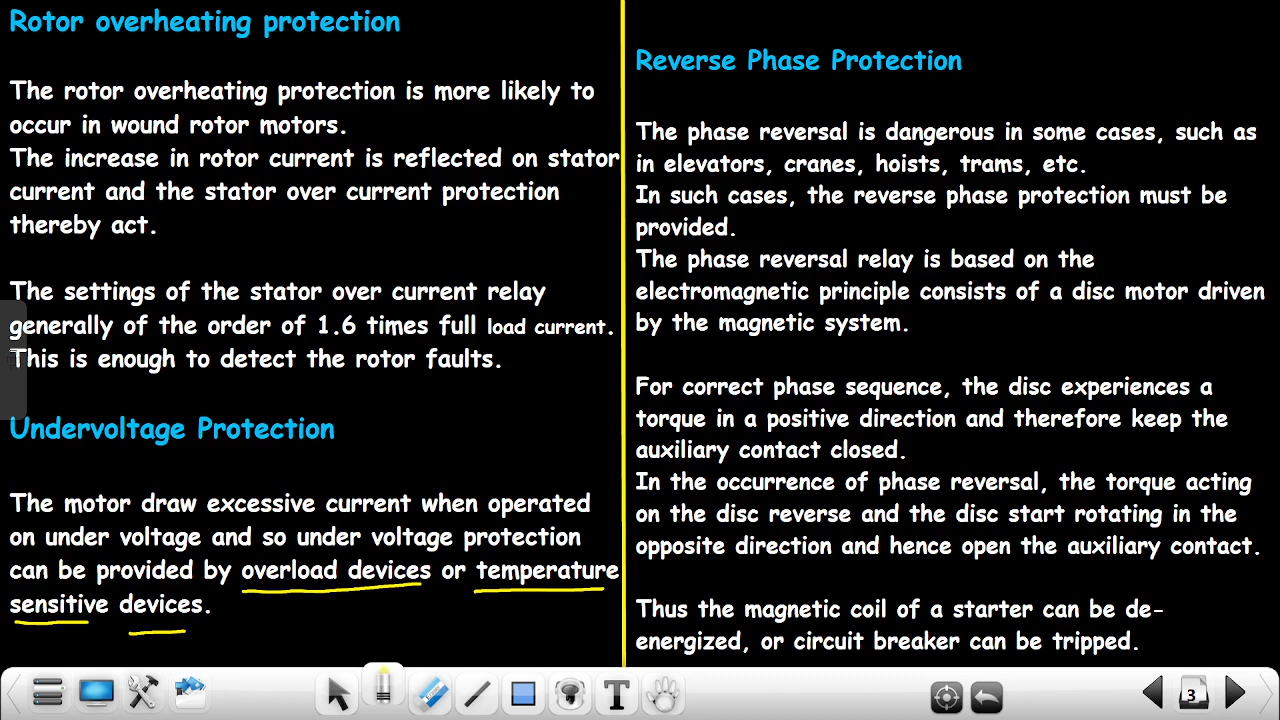 Rotor overheating protection
The rotor overheating protection is more likely to
occur in wound rotor motors.
The increase in rotor current is reflected on stator
current and the stator over current protection
thereby act.
The settings of the stator over current relay
generally of the order of 1.6 times full load current.
This is enough to detect the rotor faults.
Undervoltage Protection
The motor draw excessive current when operated
on under voltage and so under voltage protection
can be provided by overload devices or temperature
sensitive devices.
Reverse Phase Protection
The phase reversal is dangerous in some cases, such as
in elevators, cranes, hoists, trams, etc.
In such cases, the reverse phase protection must be
provided.
The phase reversal relay is based on the
electromagnetic principle consists of a disc motor driven
by the magnetic system.
For correct phase sequence, the disc experiences a
torque in a positive direction and therefore keep the
auxiliary contact closed.
In the occurrence of phase reversal, the torque acting
on the disc reverse and the disc start rotating in the
opposite direction and hence open the auxiliary contact.
Thus the magnetic coil of a starter can be de-
energized, or circuit breaker can be tripped.
T
3